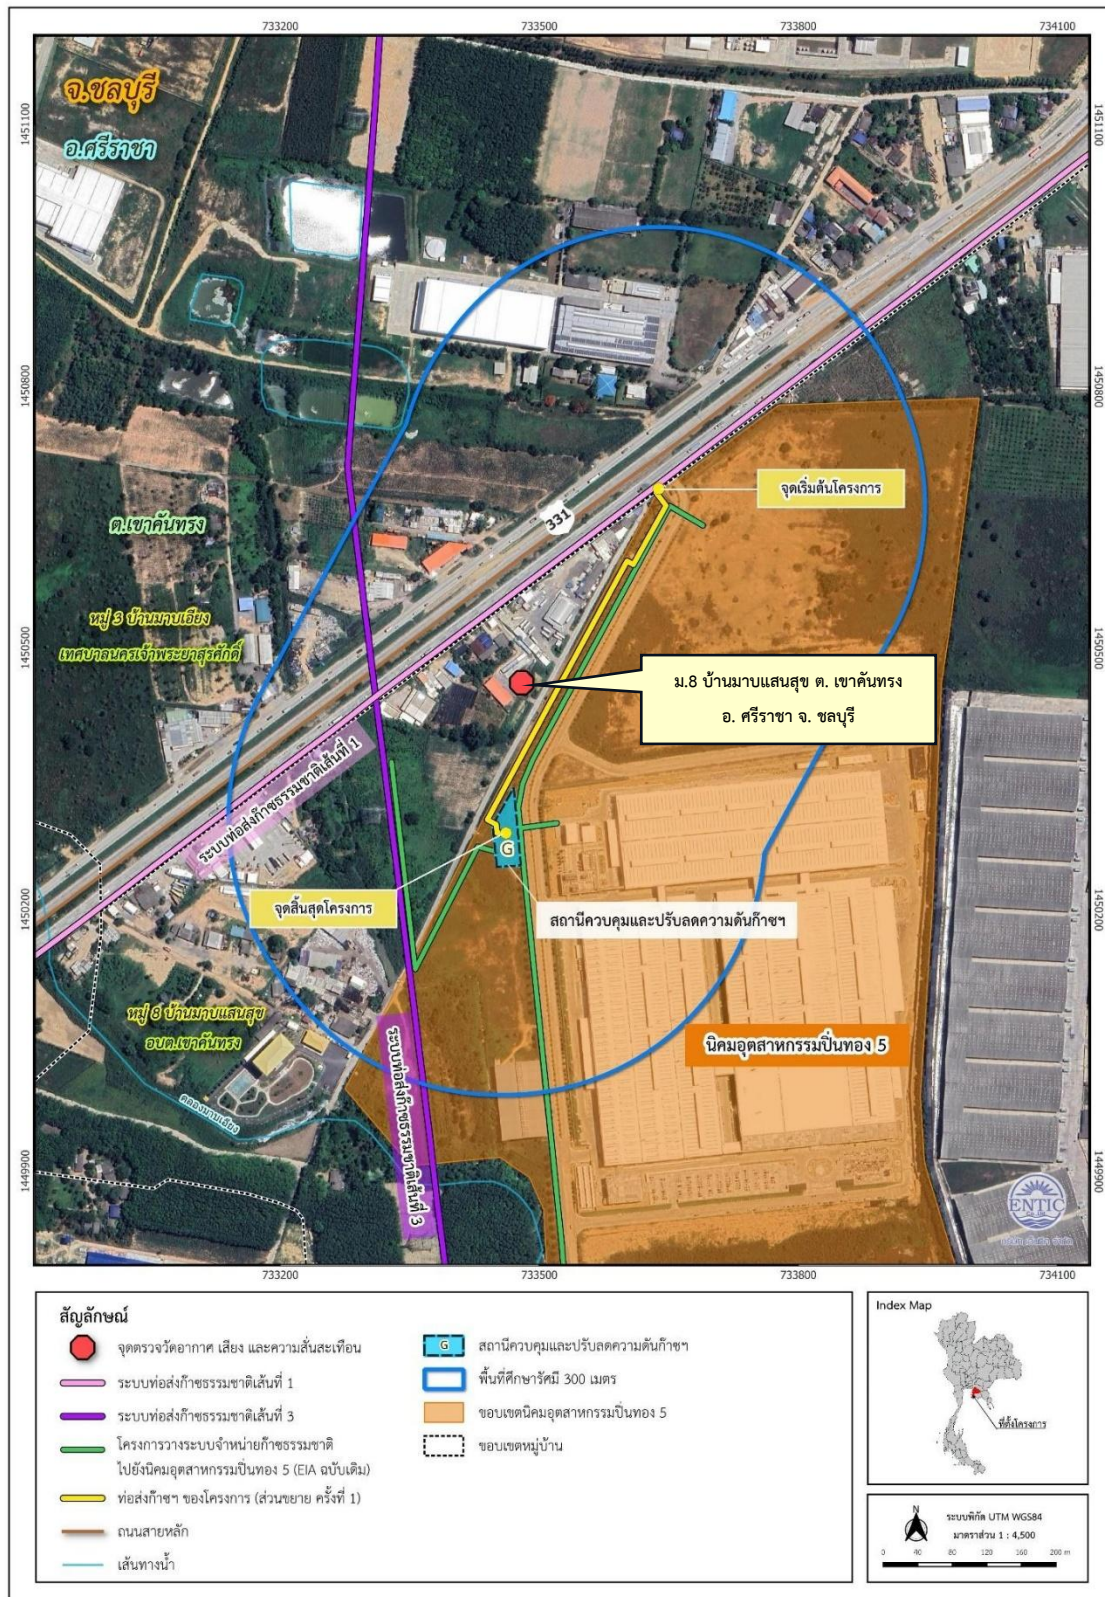 733200 733500 733800 734100
จ.ชลบุรี
อ.ศรีราชา
1451100
1451100
1450800
1450800
จุดเริ่มต้นโครงการ
331
ต.เขาคันทรง
หมู่ 3 บ้านมาบเอียง
เทศบาลนครเจ้าพระยาสุรศักดิ์
1450500
1450500
ม.8 บ้านมาบแสนสุข ต. เขาคันทรง
อ. ศรีราชา จ. ชลบุรี
ระบบท่อส่งก๊าซธรรมชาติเส้นที่ 1
G
จุดสิ้นสุดโครงการ
สถานีควบคุมและปรับลดความดันก๊าซฯ
1450200
1450200
หมู่ 8 บ้านมาบแสนสุข
อบต.เขาคันทรง
นิคมอุตสาหกรรมปิ่นทอง 5
คลองมาบเอียง
ระบบท่อส่งก๊าซธรรมชาติเส้นที่ 3
1449900
1449900
ENTIC
733200 733500 733800 734100
สัญลักษณ์
จุดตรวจวัดอากาศ เสียง และความสั่นสะเทือน
ระบบท่อส่งก๊าซธรรมชาติเส้นที่ 1
ระบบท่อส่งก๊าซธรรมชาติเส้นที่ 3
โครงการวางระบบจำหน่ายก๊าซธรรมชาติ
ไปยังนิคมอุตสาหกรรมปิ่นทอง 5 (EIA ฉบับเดิม)
ท่อส่งก๊าซฯ ของโครงการ (ส่วนขยาย ครั้งที่ 1)
ถนนสายหลัก
เส้นทางน้ำ
G สถานีควบคุมและปรับลดความดันก๊าซฯ
พื้นที่ศึกษารัศมี 300 เมตร
ขอบเขตนิคมอุตสาหกรรมปิ่นทอง 5
ขอบเขตหมู่บ้าน
Index Map
ที่ตั้งโครงการ
N
ระบบพิกัด UTM WGS84
มาตราส่วน 1 : 4,500
0 40 80 120 160 200 m